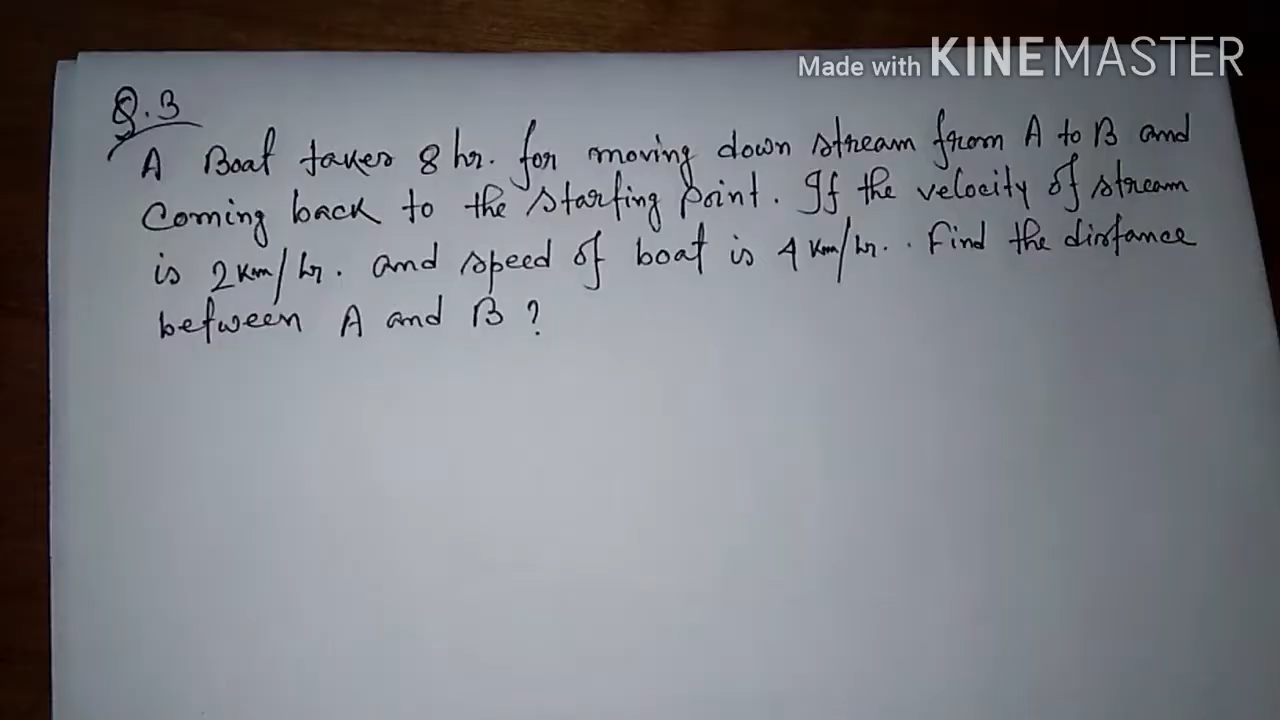 Made with KINEMASTER
Q.3
A Boat takes 8 hr. for moving down stream from A to B and
Coming back to the starting point. If the velocity of stream
is 2 km/hr. and speed of boat is 4 km/hr. . Find the distance
between A and B ?